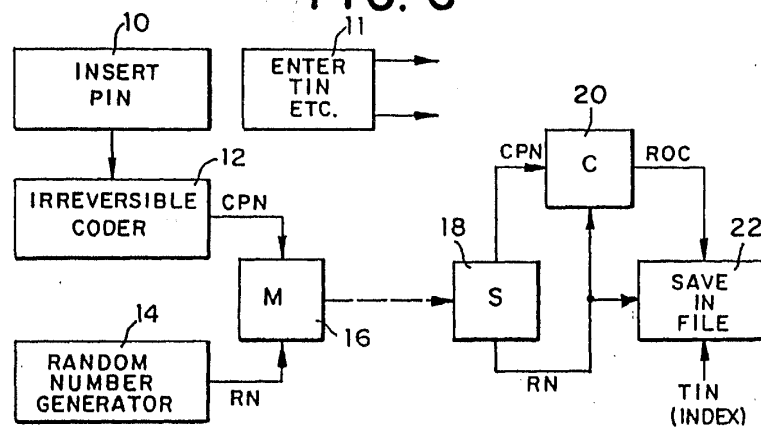 10
INSERT
PIN
11
ENTER
TIN
ETC.
12
IRREVERSIBLE
CODER
CPN
14
RANDOM
NUMBER
GENERATOR
RN
M
16
18
S
CPN
RN
20
C
ROC
22
SAVE
IN
FILE
TIN
(INDEX)